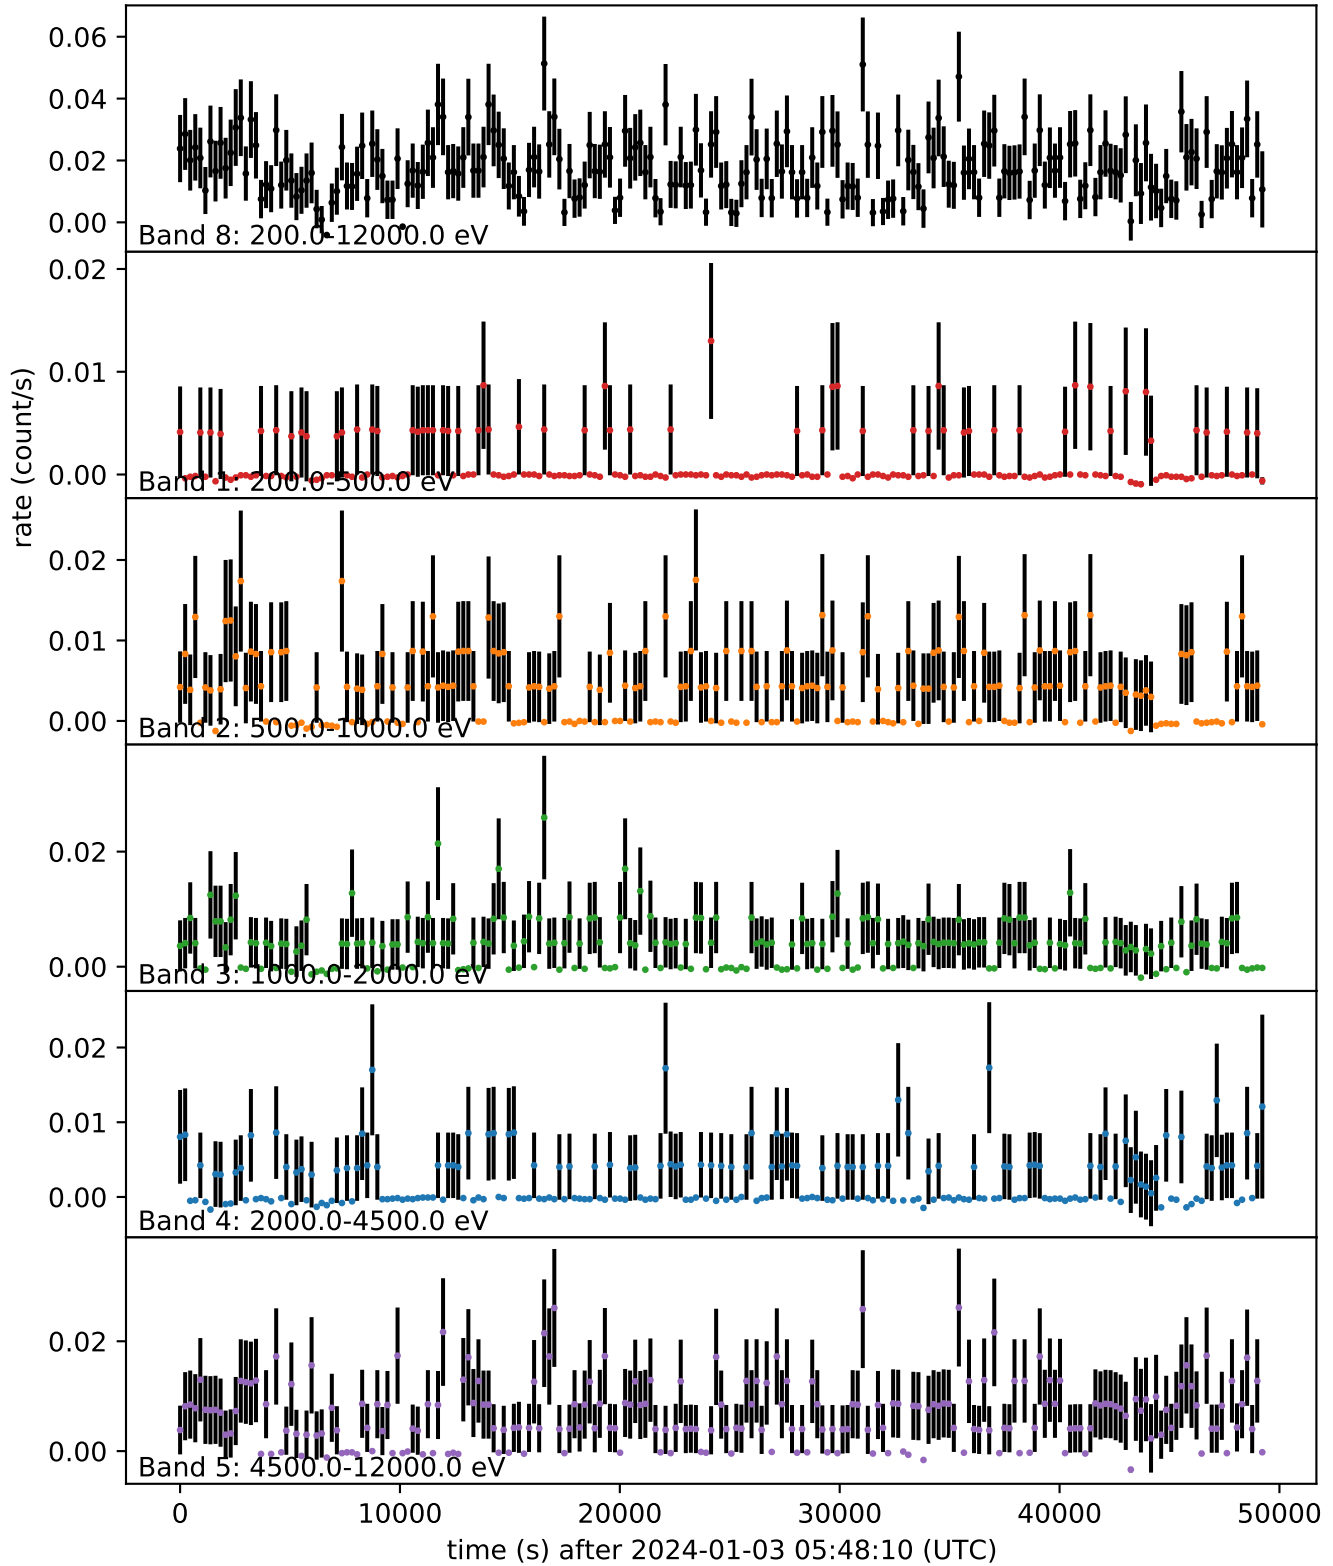 0.06
0.04
0.02
0.00
Band 8: 200.0-12000.0 eV
0.02
0.01
0.00
Band 1: 200.0-500.0 eV
rate (count/s)
0.02
0.01
0.00
Band 2: 500.0-1000.0 eV
0.02
0.00
Band 3: 1000.0-2000.0 eV
0.02
0.01
0.00
Band 4: 2000.0-4500.0 eV
0.02
0.00
Band 5: 4500.0-12000.0 eV
0 10000 20000 30000 40000 50000
time (s) after 2024-01-03 05:48:10 (UTC)